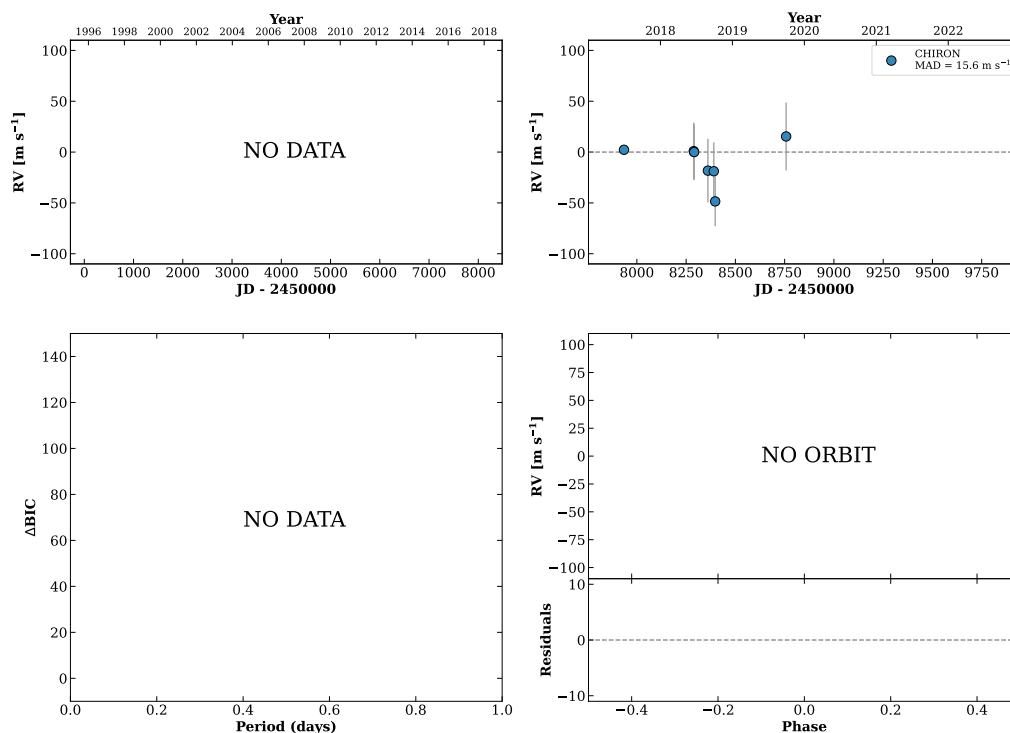 Year
1996 1998 2000 2002 2004 2006 2008 2010 2012 2014 2016 2018
RV [m s⁻¹]
100
50
0
−50
−100
NO DATA
0 1000 2000 3000 4000 5000 6000 7000 8000
JD - 2450000
Year
2018 2019 2020 2021 2022
RV [m s⁻¹]
100
50
0
−50
−100
CHIRON
MAD = 15.6 m s⁻¹
8000 8250 8500 8750 9000 9250 9500 9750
JD - 2450000
ΔBIC
140
120
100
80
60
40
20
0
NO DATA
0.0 0.2 0.4 0.6 0.8 1.0
Period (days)
RV [m s⁻¹]
100
75
50
25
0
−25
−50
−75
−100
NO ORBIT
Residuals
10
0
−10
−0.4 −0.2 0.0 0.2 0.4
Phase